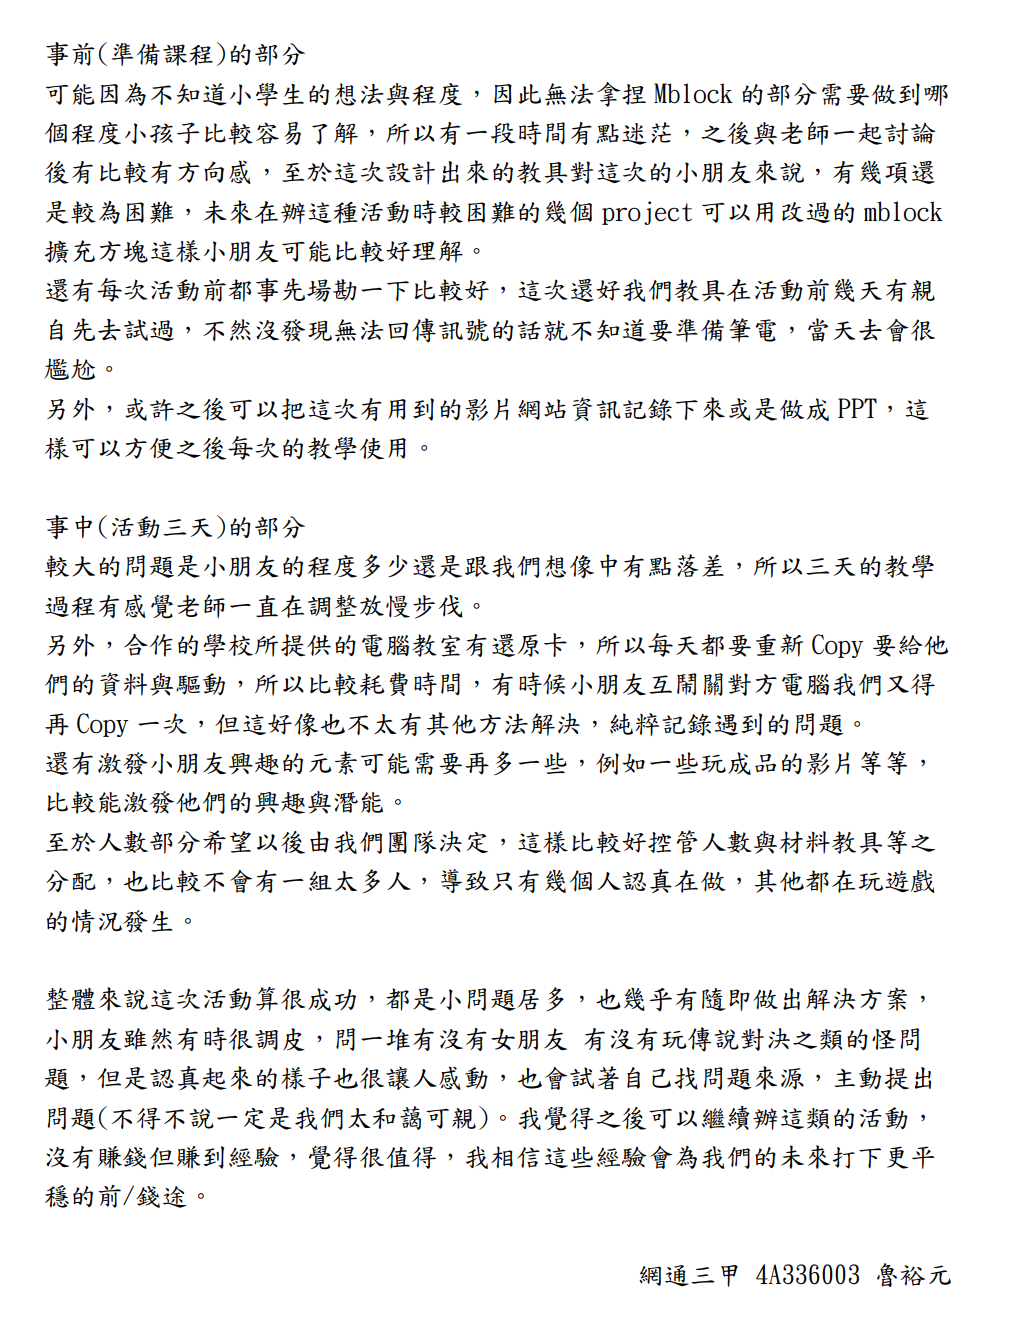 事前(準備課程)的部分
可能因為不知道小學生的想法與程度，因此無法拿捏 Mblock 的部分需要做到哪
個程度小孩子比較容易了解，所以有一段時間有點迷茫，之後與老師一起討論
後有比較有方向感，至於這次設計出來的教具對這次的小朋友來說，有幾項還
是較為困難，未來在辦這種活動時較困難的幾個 project 可以用改過的 mblock
擴充方塊這樣小朋友可能比較好理解。
還有每次活動前都事先場勘一下比較好，這次還好我們教具在活動前幾天有親
自先去試過，不然沒發現無法回傳訊號的話就不知道要準備筆電，當天去會很
尷尬。
另外，或許之後可以把這次有用到的影片網站資訊記錄下來或是做成 PPT，這
樣可以方便之後每次的教學使用。
事中(活動三天)的部分
較大的問題是小朋友的程度多少還是跟我們想像中有點落差，所以三天的教學
過程有感覺老師一直在調整放慢步伐。
另外，合作的學校所提供的電腦教室有還原卡，所以每天都要重新 Copy 要給他
們的資料與驅動，所以比較耗費時間，有時候小朋友互鬧關對方電腦我們又得
再 Copy 一次，但這好像也不太有其他方法解決，純粹記錄遇到的問題。
還有激發小朋友興趣的元素可能需要再多一些，例如一些玩成品的影片等等，
比較能激發他們的興趣與潛能。
至於人數部分希望以後由我們團隊決定，這樣比較好控管人數與材料教具等之
分配，也比較不會有一組太多人，導致只有幾個人認真在做，其他都在玩遊戲
的情況發生。
整體來說這次活動算很成功，都是小問題居多，也幾乎有隨即做出解決方案，
小朋友雖然有時很調皮，問一堆有沒有女朋友 有沒有玩傳說對決之類的怪問
題，但是認真起來的樣子也很讓人感動，也會試著自己找問題來源，主動提出
問題(不得不說一定是我們太和藹可親)。我覺得之後可以繼續辦這類的活動，
沒有賺錢但賺到經驗，覺得很值得，我相信這些經驗會為我們的未來打下更平
穩的前/錢途。
網通三甲 4A336003 魯裕元